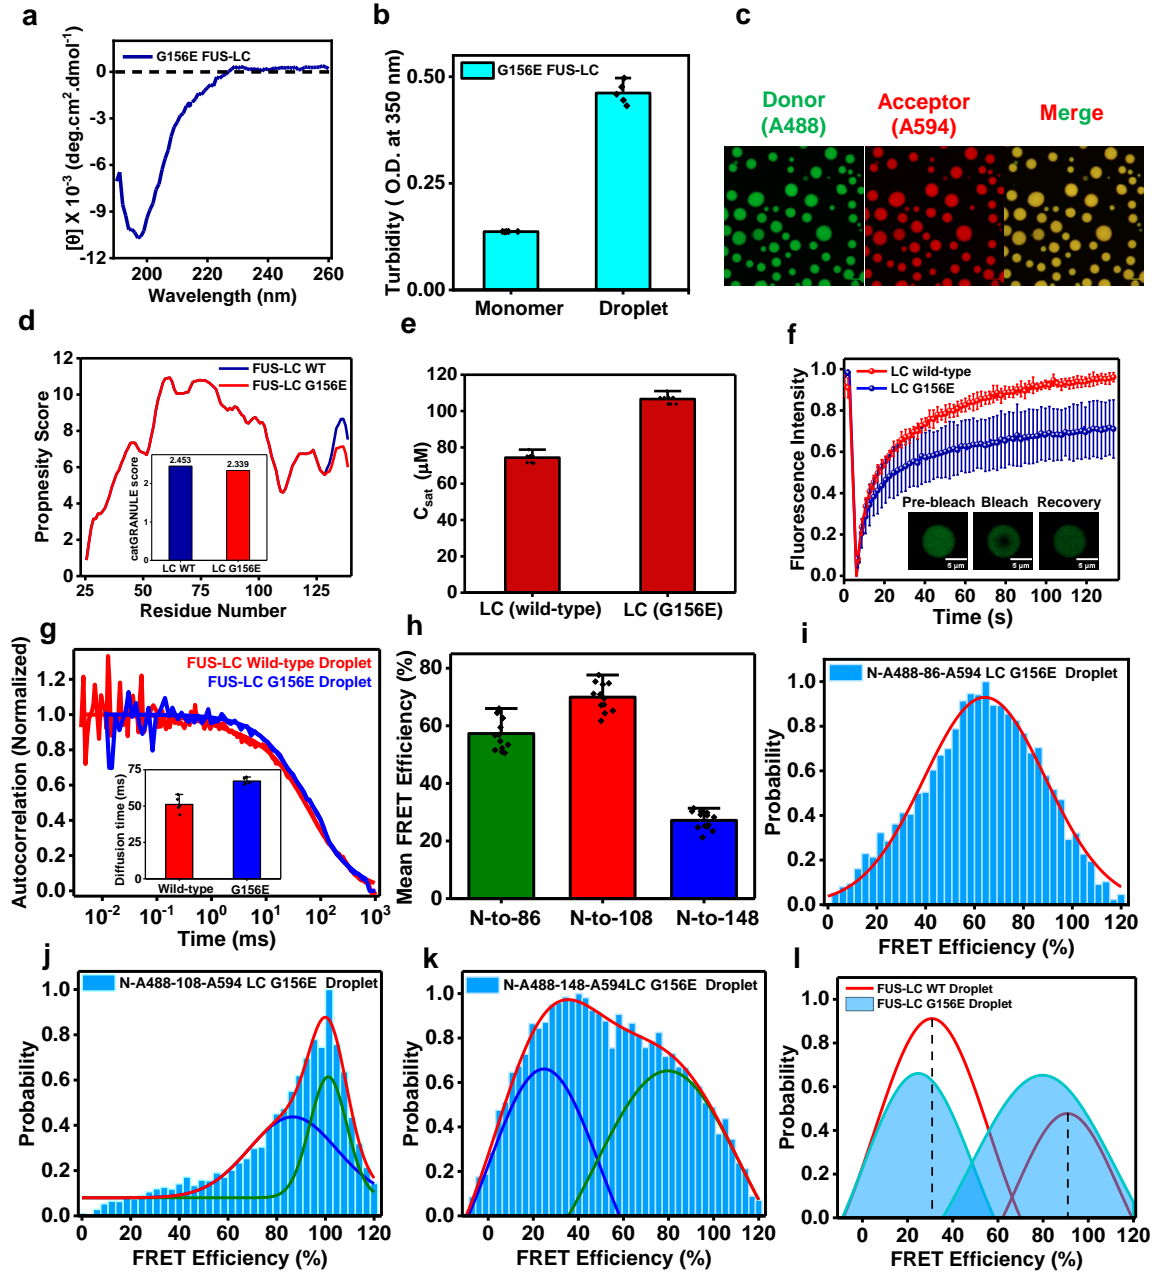 a
G156E FUS-LC
[θ] X 10⁻³ (deg.cm².dmol⁻¹)
0
-3
-6
-9
-12
200
220
240
260
Wavelength (nm)
b
G156E FUS-LC
Turbidity ( O.D. at 350 nm)
0.50
0.25
0.00
Monomer
Droplet
c
Donor
(A488)
Acceptor
(A594)
Merge
d
FUS-LC WT
FUS-LC G156E
Propnesity Score
12
10
8
6
4
2
0
25
50
75
100
125
Residue Number
catGRANULE score
2
1
0
2.453
2.339
LC WT
LC G156E
e
C_sat (μM)
120
100
80
60
40
20
0
LC (wild-type)
LC (G156E)
f
LC wild-type
LC G156E
Fluorescence Intensity
1.0
0.8
0.6
0.4
0.2
0.0
Pre-bleach
Bleach
Recovery
5 μm
5 μm
5 μm
0
20
40
60
80
100
120
Time (s)
g
FUS-LC Wild-type Droplet
FUS-LC G156E Droplet
Autocorrelation (Normalized)
1.2
1.0
0.8
0.6
0.4
0.2
0.0
Diffusion time (ms)
75
50
25
0
Wild-type
G156E
10⁻²
10⁻¹
10⁰
10¹
10²
10³
Time (ms)
h
Mean FRET Efficiency (%)
80
60
40
20
0
N-to-86
N-to-108
N-to-148
i
N-A488-86-A594 LC G156E Droplet
Probability
1.0
0.8
0.6
0.4
0.2
0.0
0
20
40
60
80
100
120
FRET Efficiency (%)
j
N-A488-108-A594 LC G156E Droplet
Probability
1.0
0.8
0.6
0.4
0.2
0.0
0
20
40
60
80
100
120
FRET Efficiency (%)
k
N-A488-148-A594LC G156E Droplet
Probability
1.0
0.8
0.6
0.4
0.2
0.0
0
20
40
60
80
100
120
FRET Efficiency (%)
l
FUS-LC WT Droplet
FUS-LC G156E Droplet
Probability
1.0
0.8
0.6
0.4
0.2
0.0
0
20
40
60
80
100
120
FRET Efficiency (%)